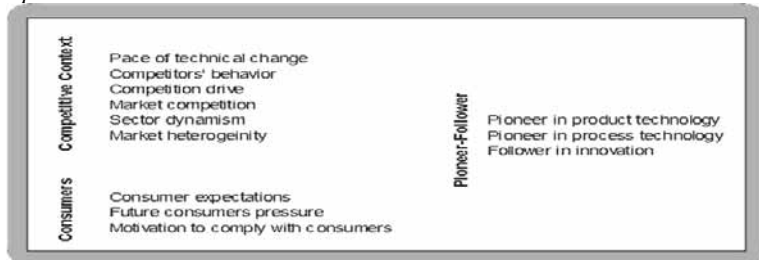 Competitive Context
Pace of technical change
Competitors' behavior
Competition drive
Market competition
Sector dynamism
Market heterogeinity
Consumers
Consumer expectations
Future consumers pressure
Motivation to comply with consumers
Pioneer-Follower
Pioneer in product technology
Pioneer in process technology
Follower in innovation